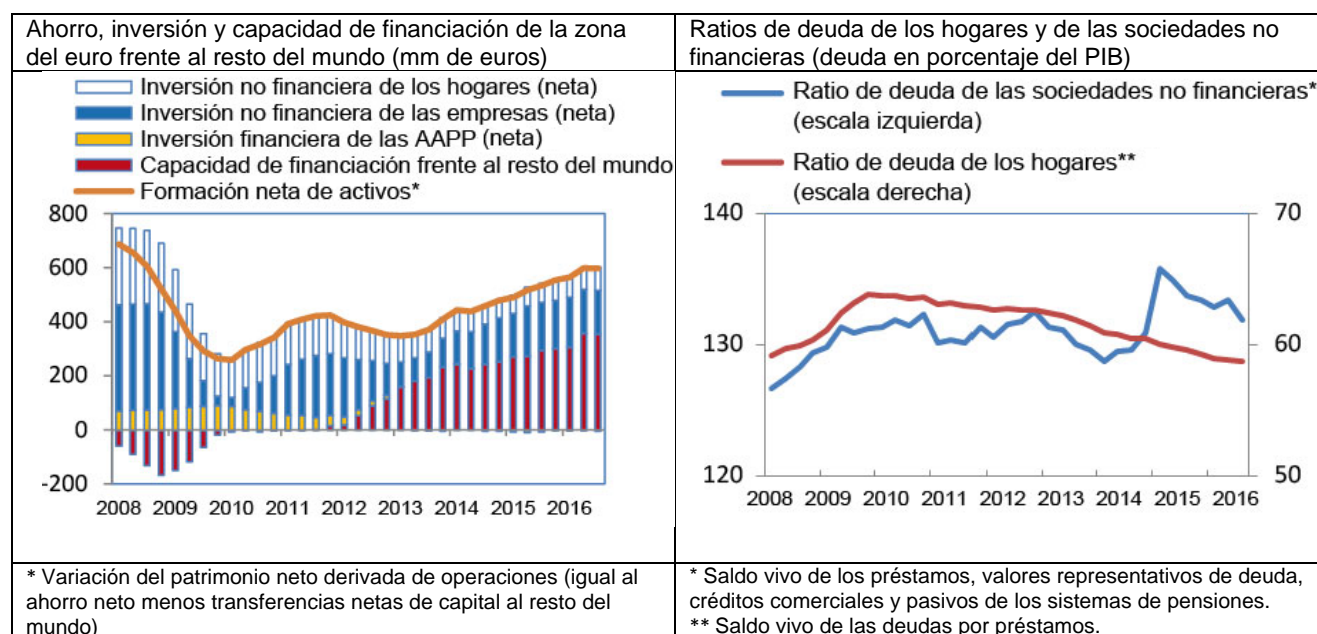 Ahorro, inversión y capacidad de financiación de la zona
del euro frente al resto del mundo (mm de euros)
Inversión no financiera de los hogares (neta)
Inversión no financiera de las empresas (neta)
Inversión financiera de las AAPP (neta)
Capacidad de financiación frente al resto del mundo
Formación neta de activos*
800
600
400
200
0
-200
2008 2009 2010 2011 2012 2013 2014 2015 2016
* Variación del patrimonio neto derivada de operaciones (igual al
ahorro neto menos transferencias netas de capital al resto del
mundo)
Ratios de deuda de los hogares y de las sociedades no
financieras (deuda en porcentaje del PIB)
Ratio de deuda de las sociedades no financieras*
(escala izquierda)
Ratio de deuda de los hogares**
(escala derecha)
140 70
130 60
120 50
2008 2009 2010 2011 2012 2013 2014 2015 2016
* Saldo vivo de los préstamos, valores representativos de deuda,
créditos comerciales y pasivos de los sistemas de pensiones.
** Saldo vivo de las deudas por préstamos.